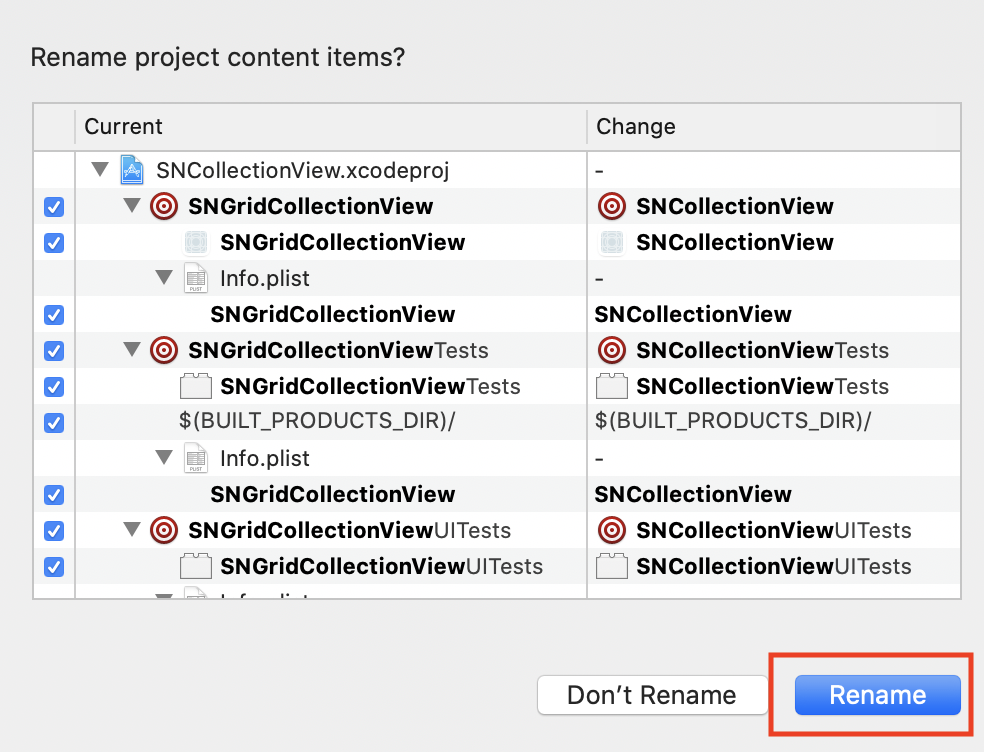 Rename project content items?
Current Change
SNCollectionView.xcodeproj -
SNGridCollectionView SNCollectionView
SNGridCollectionView SNCollectionView
Info.plist -
SNGridCollectionView SNCollectionView
SNGridCollectionViewTests SNCollectionViewTests
SNGridCollectionViewTests SNCollectionViewTests
$(BUILT_PRODUCTS_DIR)/ $(BUILT_PRODUCTS_DIR)/
Info.plist -
SNGridCollectionView SNCollectionView
SNGridCollectionViewUITests SNCollectionViewUITests
SNGridCollectionViewUITests SNCollectionViewUITests
Don’t Rename Rename